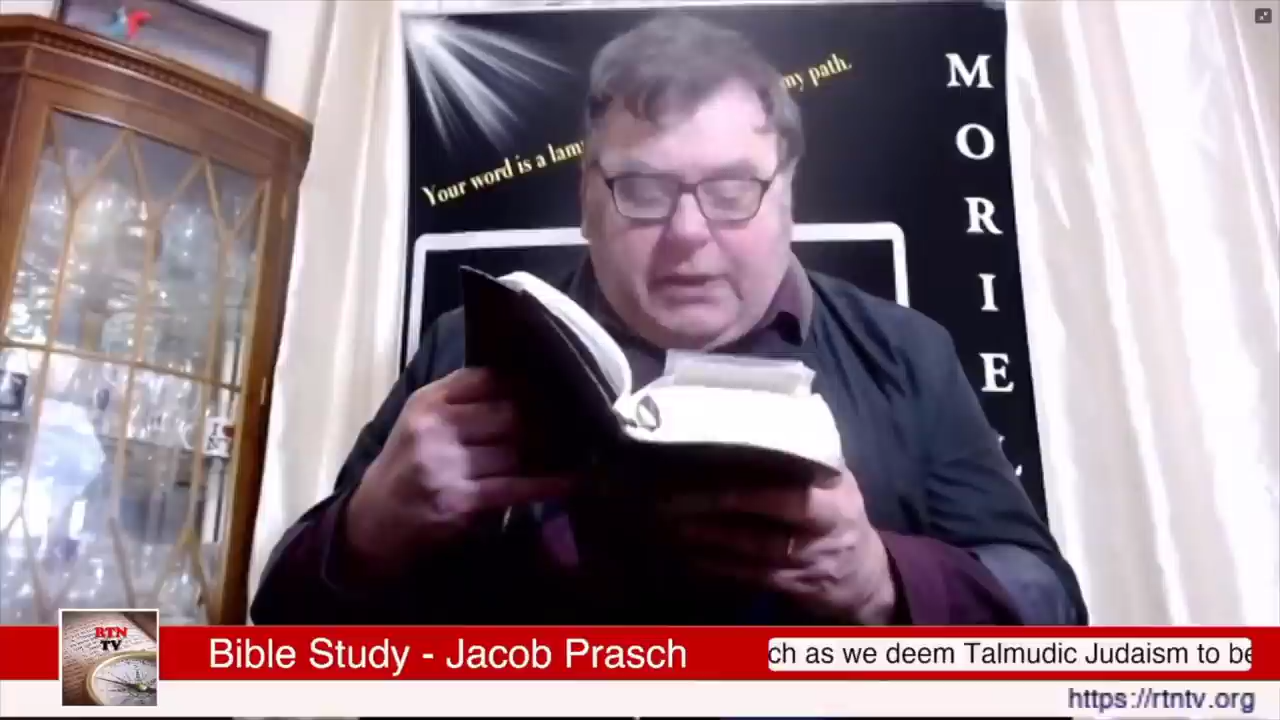 my path.
Your word is a lam
M
O
R
I
E
RTN
TV
Bible Study - Jacob Prasch
ch as we deem Talmudic Judaism to be
https://rtntv.org